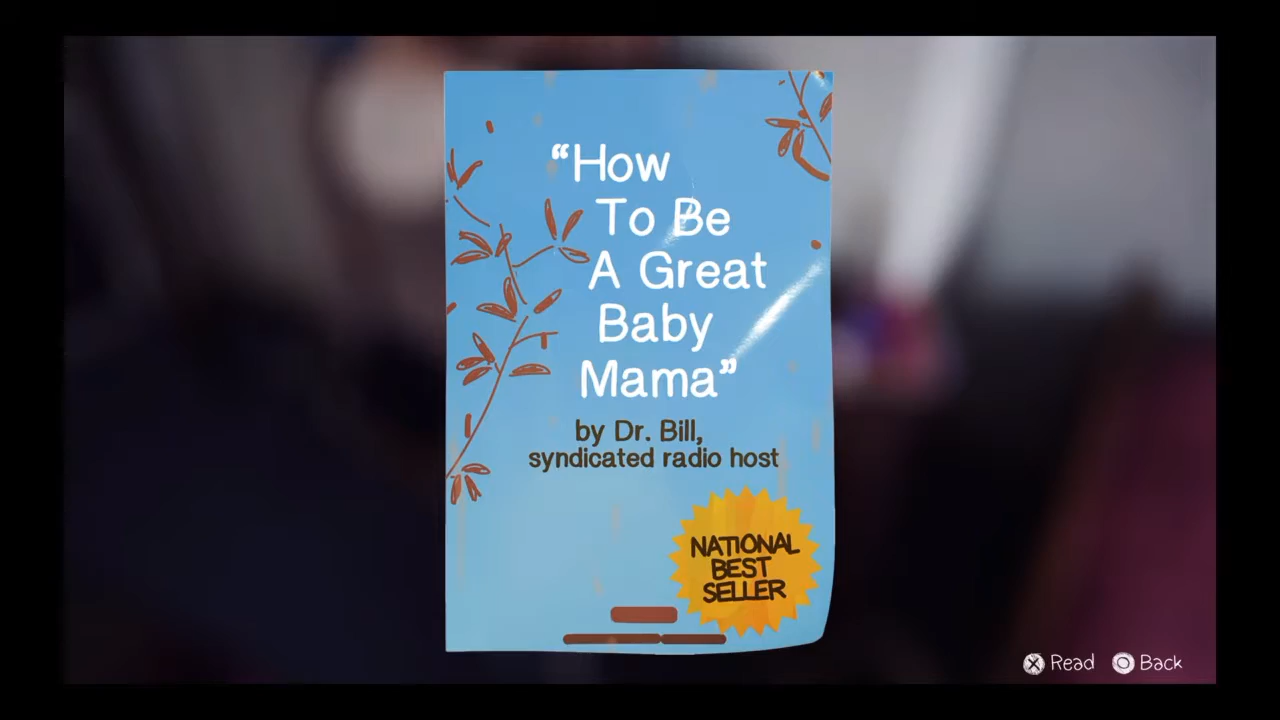 “How
To Be
A Great
Baby
Mama”
by Dr. Bill,
syndicated radio host
NATIONAL
BEST
SELLER
Read Back